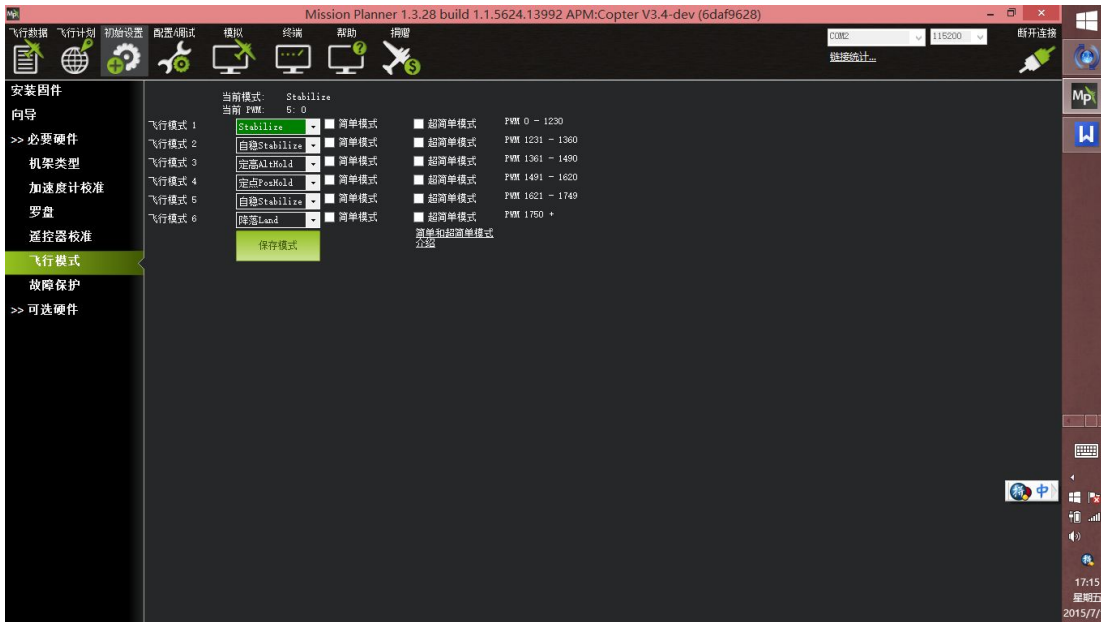 Mission Planner 1.3.28 build 1.1.5624.13992 APM:Copter V3.4-dev (6daf9628)
飞行数据 飞行计划 初始设置 配置/调试 模拟 终端 帮助 捐赠
COM2 115200 断开连接
链接统计...
安装固件
向导
>> 必要硬件
机架类型
加速度计校准
罗盘
遥控器校准
飞行模式
故障保护
>> 可选硬件
当前模式: Stabilize
当前 PWM: 5: 0
飞行模式 1 Stabilize 简单模式 超简单模式 PWM 0 - 1230
飞行模式 2 自稳Stabilize 简单模式 超简单模式 PWM 1231 - 1360
飞行模式 3 定高AltHold 简单模式 超简单模式 PWM 1361 - 1490
飞行模式 4 定点PosHold 简单模式 超简单模式 PWM 1491 - 1620
飞行模式 5 自稳Stabilize 简单模式 超简单模式 PWM 1621 - 1749
飞行模式 6 降落Land 简单模式 超简单模式 PWM 1750 +
保存模式
简单和超简单模式
介绍
Mp
中
17:15
星期五
2015/7/